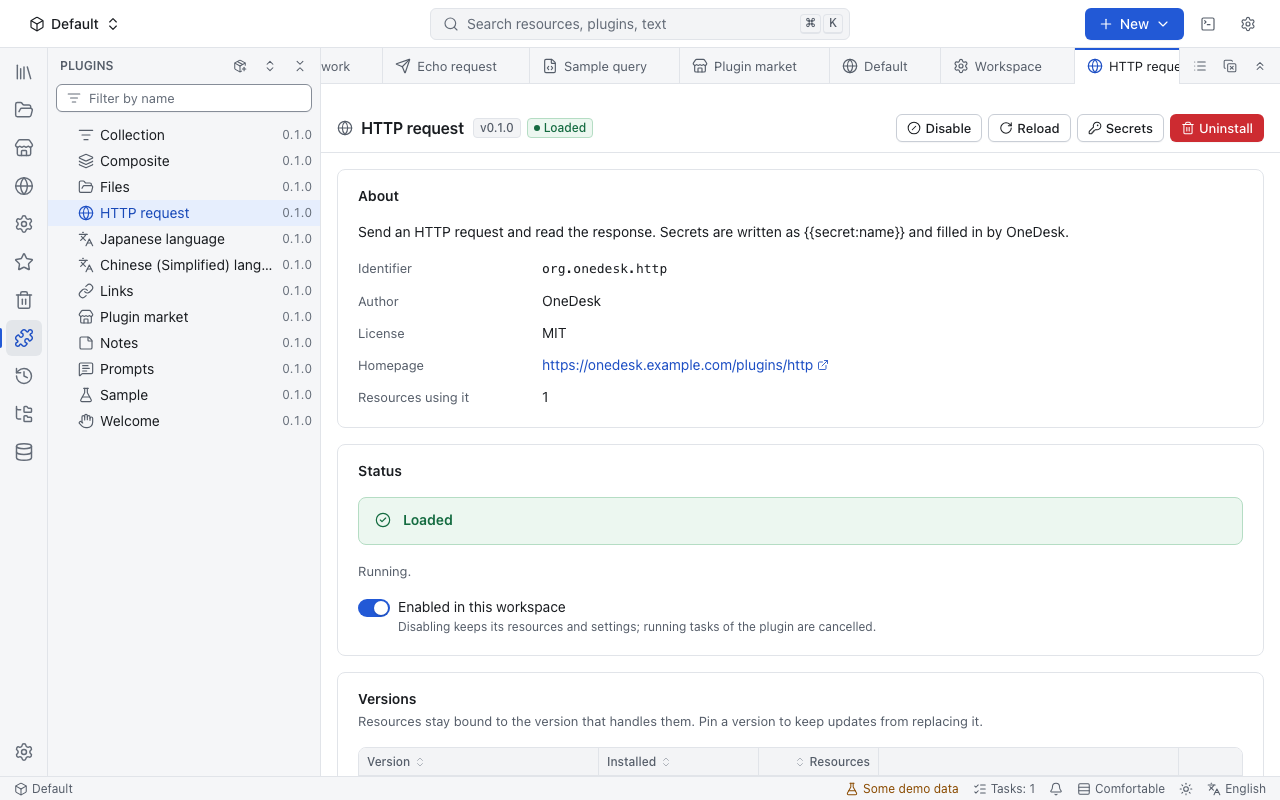 Default
Search resources, plugins, text
⌘ K
New
PLUGINS
Filter by name
Collection 0.1.0
Composite 0.1.0
Files 0.1.0
HTTP request 0.1.0
Japanese language 0.1.0
Chinese (Simplified) lang... 0.1.0
Links 0.1.0
Plugin market 0.1.0
Notes 0.1.0
Prompts 0.1.0
Sample 0.1.0
Welcome 0.1.0
work
Echo request
Sample query
Plugin market
Default
Workspace
HTTP reque
HTTP request v0.1.0 Loaded
Disable
Reload
Secrets
Uninstall
About
Send an HTTP request and read the response. Secrets are written as {{secret:name}} and filled in by OneDesk.
Identifier org.onedesk.http
Author OneDesk
License MIT
Homepage https://onedesk.example.com/plugins/http
Resources using it 1
Status
Loaded
Running.
Enabled in this workspace
Disabling keeps its resources and settings; running tasks of the plugin are cancelled.
Versions
Resources stay bound to the version that handles them. Pin a version to keep updates from replacing it.
Version Installed Resources
Default
Some demo data
Tasks: 1
Comfortable
English